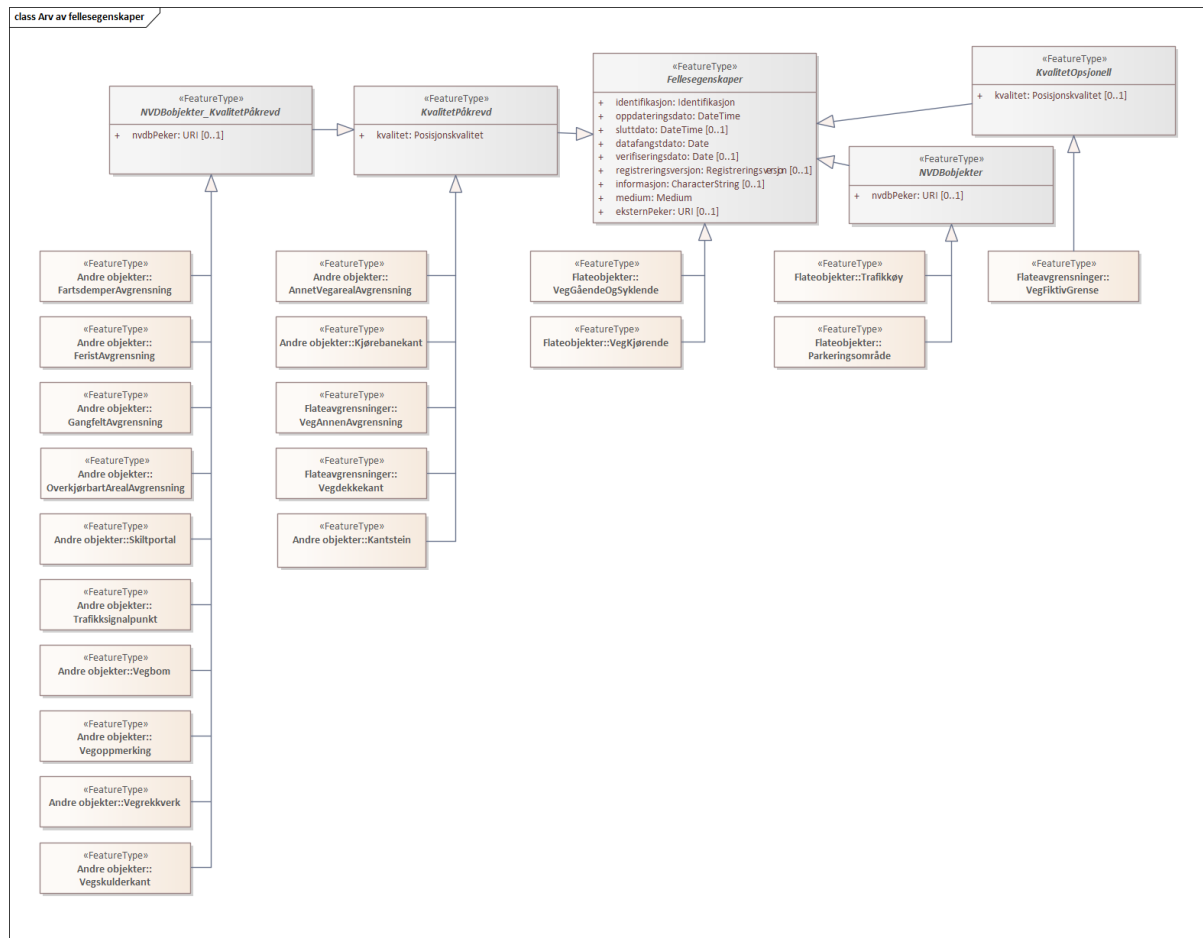 class Arv av fellesegenskaper
«FeatureType»
NVDBobjekter_KvalitetPåkrevd
+ nvdbPeker: URI [0..1]
«FeatureType»
KvalitetPåkrevd
+ kvalitet: Posisjonskvalitet
«FeatureType»
Fellesegenskaper
+ identifikasjon: Identifikasjon
+ oppdateringsdato: DateTime
+ sluttdato: DateTime [0..1]
+ datafangstdato: Date
+ verifiseringsdato: Date [0..1]
+ registreringsversjon: Registreringsversjon [0..1]
+ informasjon: CharacterString [0..1]
+ medium: Medium
+ eksternPeker: URI [0..1]
«FeatureType»
KvalitetOpsjonell
+ kvalitet: Posisjonskvalitet [0..1]
«FeatureType»
NVDBobjekter
+ nvdbPeker: URI [0..1]
«FeatureType»
Andre objekter::
FartsdemperAvgrensning
«FeatureType»
Andre objekter::
FeristAvgrensning
«FeatureType»
Andre objekter::
GangfeltAvgrensning
«FeatureType»
Andre objekter::
OverkjørbartArealAvgrensning
«FeatureType»
Andre objekter::Skiltportal
«FeatureType»
Andre objekter::
Trafikksignalpunkt
«FeatureType»
Andre objekter::Vegbom
«FeatureType»
Andre objekter::
Vegoppmerking
«FeatureType»
Andre objekter::Vegrekkverk
«FeatureType»
Andre objekter::
Vegskulderkant
«FeatureType»
Andre objekter::
AnnetVegarealAvgrensning
«FeatureType»
Andre objekter::Kjørebanekant
«FeatureType»
Flateavgrensninger::
VegAnnenAvgrensning
«FeatureType»
Flateavgrensninger::
Vegdekkekant
«FeatureType»
Andre objekter::Kantstein
«FeatureType»
Flateobjekter::
VegGåendeOgSyklende
«FeatureType»
Flateobjekter::VegKjørende
«FeatureType»
Flateobjekter::Trafikkøy
«FeatureType»
Flateobjekter::
Parkeringsområde
«FeatureType»
Flateavgrensninger::
VegFiktivGrense